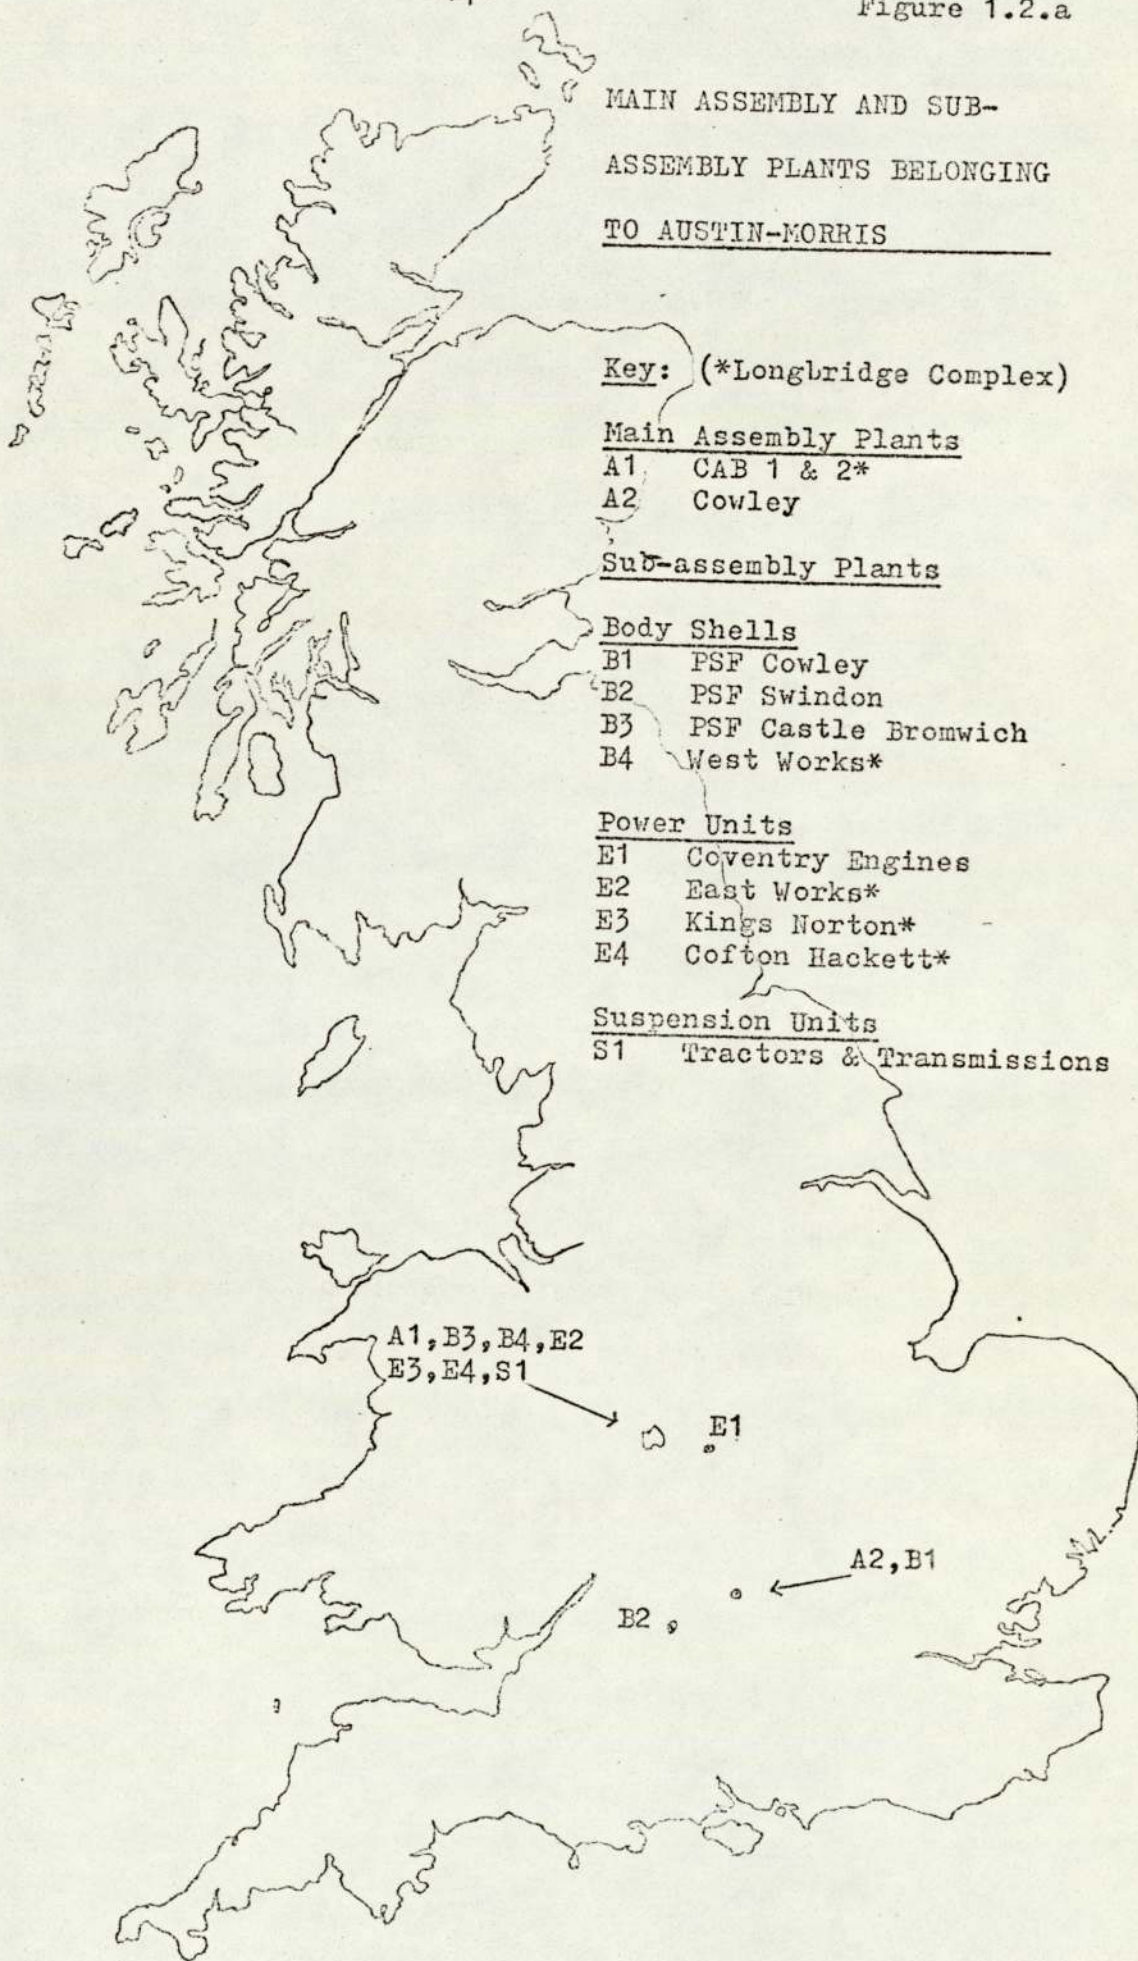 Figure 1.2.a
MAIN ASSEMBLY AND SUB-
ASSEMBLY PLANTS BELONGING
TO AUSTIN-MORRIS
Key: (*Longbridge Complex)
Main Assembly Plants
A1 CAB 1 & 2*
A2 Cowley
Sub-assembly Plants
Body Shells
B1 PSF Cowley
B2 PSF Swindon
B3 PSF Castle Bromwich
B4 West Works*
Power Units
E1 Coventry Engines
E2 East Works*
E3 Kings Norton*
E4 Cofton Hackett*
Suspension Units
S1 Tractors & Transmissions
A1,B3,B4,E2
E3,E4,S1
E1
A2,B1
B2